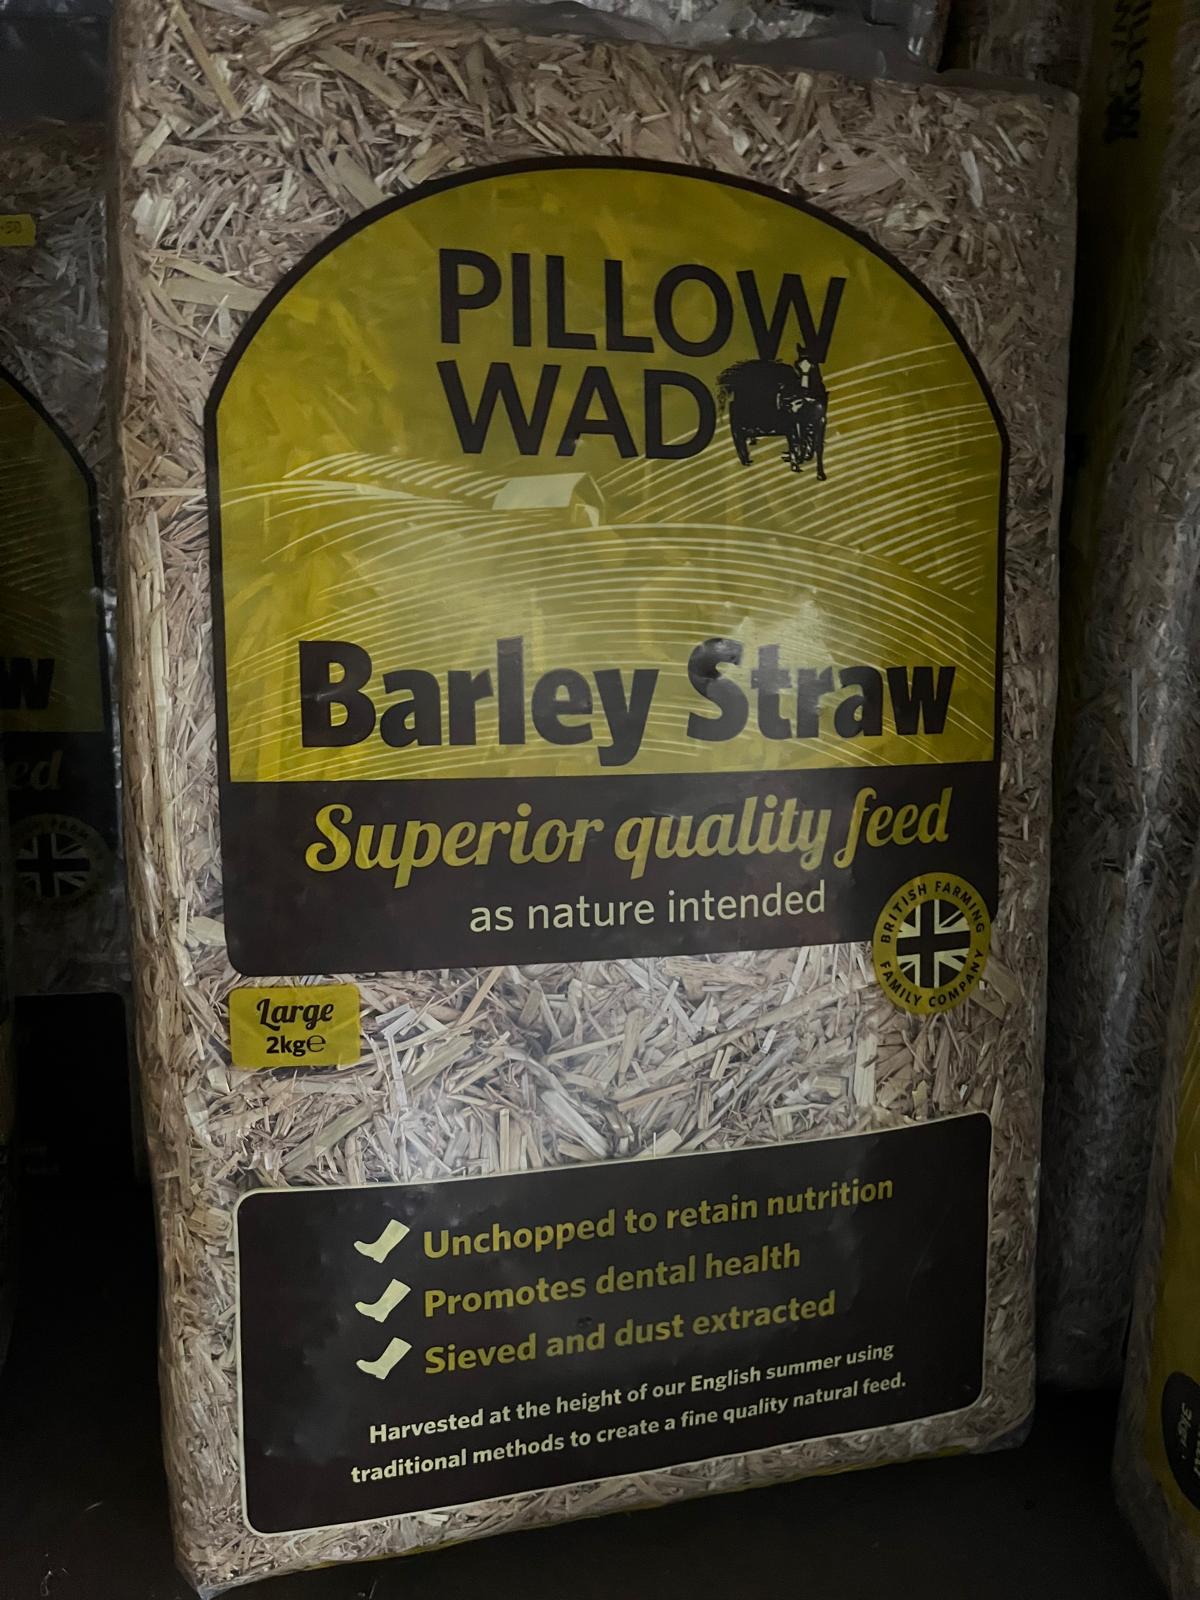 PILLOW
WAD
Barley Straw
Superior quality feed
as nature intended
BRITISH FARMING
FAMILY COMPANY
Large
2kg℮
Unchopped to retain nutrition
Promotes dental health
Sieved and dust extracted
Harvested at the height of our English summer using
traditional methods to create a fine quality natural feed.
w
ed